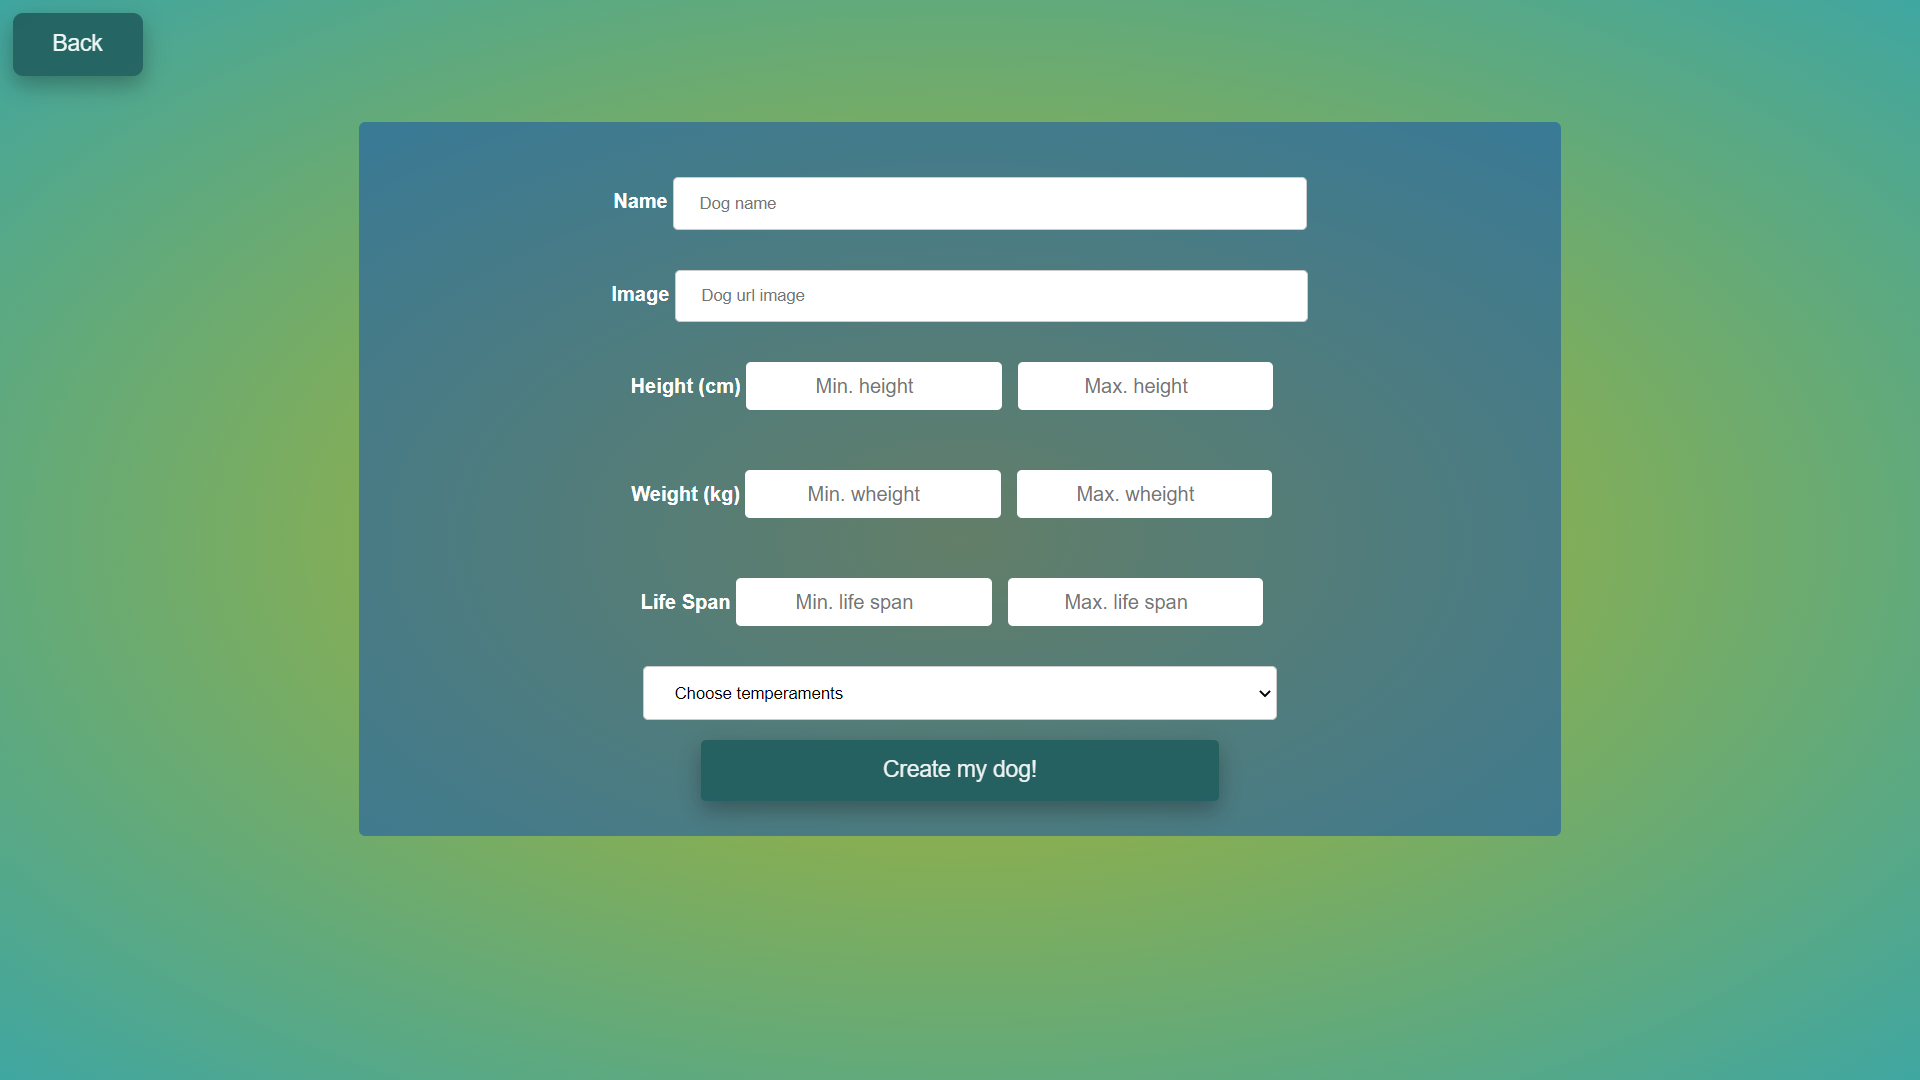 Back
Name Dog name
Image Dog url image
Height (cm) Min. height Max. height
Weight (kg) Min. wheight Max. wheight
Life Span Min. life span Max. life span
Choose temperaments
Create my dog!